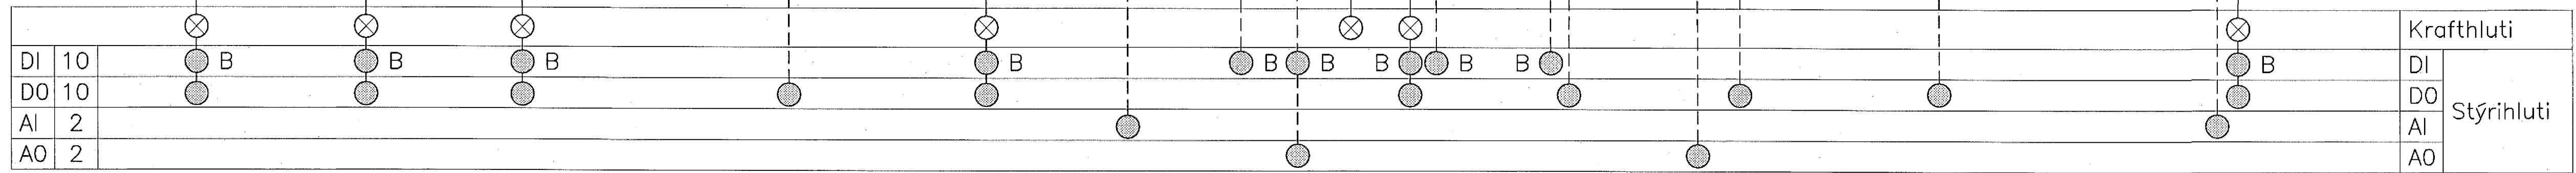 Krafthluti
DI 10 B B B B B B B B B B DI
DO 10 DO
Stýrihluti
AI 2 AI
AO 2 AO